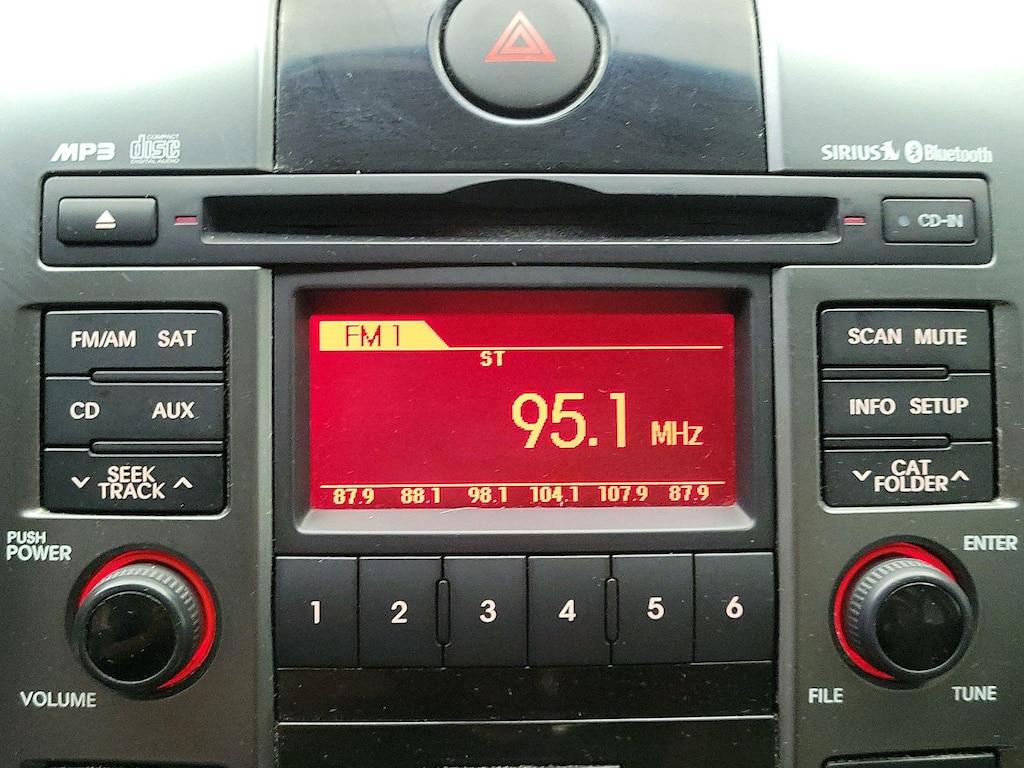 MP3 COMPACT disc DIGITAL AUDIO
SIRIUS Bluetooth
CD-IN
FM/AM SAT
CD AUX
SEEK
TRACK
PUSH
POWER
VOLUME
FM 1
ST
95.1 MHz
87.9 88.1 98.1 104.1 107.9 87.9
1 2 3 4 5 6
SCAN MUTE
INFO SETUP
CAT
FOLDER
ENTER
FILE TUNE